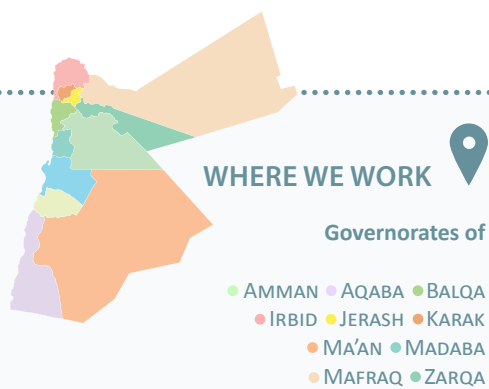 WHERE WE WORK
Governorates of
AMMAN AQABA BALQA
IRBID JERASH KARAK
MA'AN MADABA
MAFRAQ ZARQA